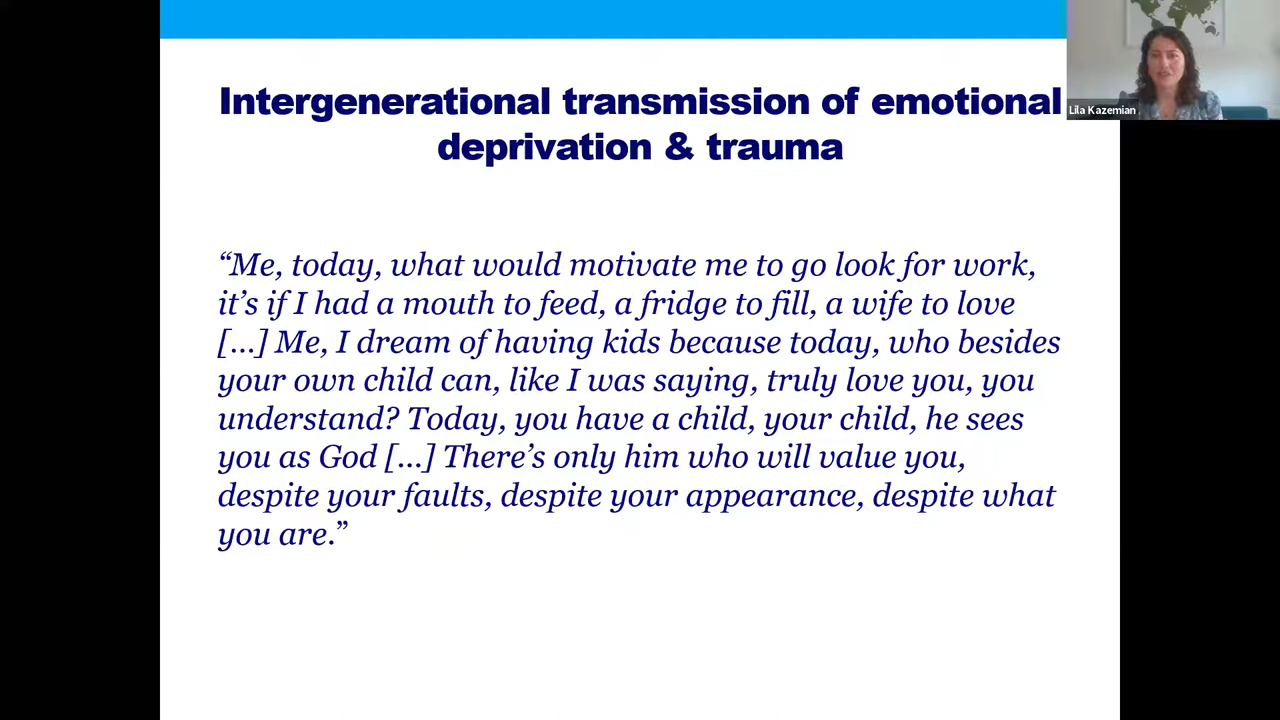 Intergenerational transmission of emotional
deprivation & trauma
Lila Kazemian
“Me, today, what would motivate me to go look for work,
it’s if I had a mouth to feed, a fridge to fill, a wife to love
[…] Me, I dream of having kids because today, who besides
your own child can, like I was saying, truly love you, you
understand? Today, you have a child, your child, he sees
you as God […] There’s only him who will value you,
despite your faults, despite your appearance, despite what
you are.”